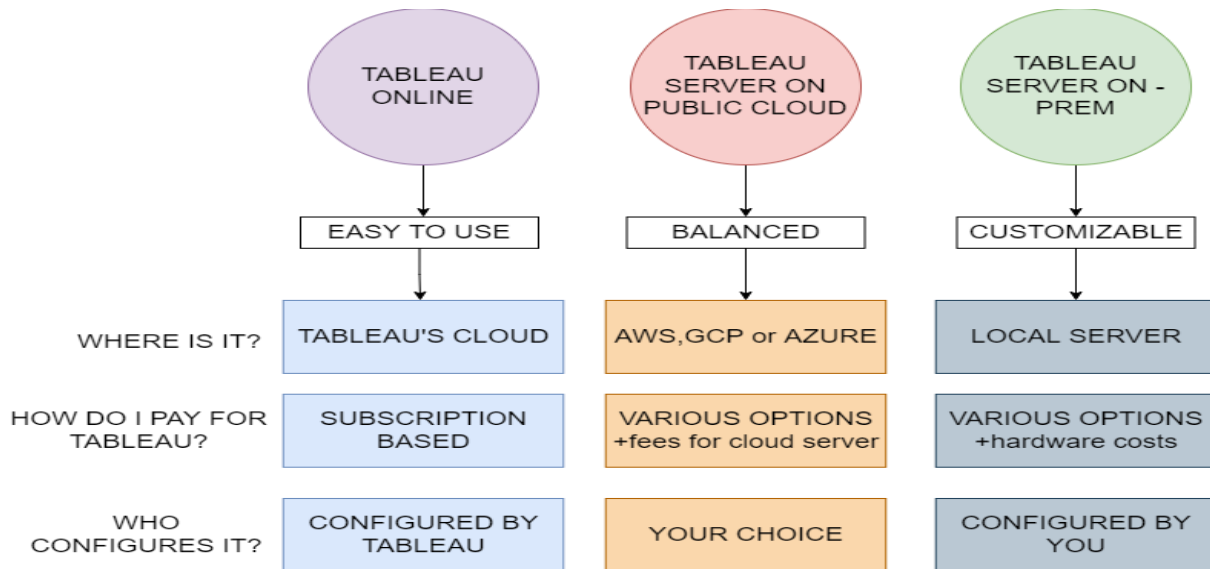 TABLEAU
ONLINE
TABLEAU
SERVER ON
PUBLIC CLOUD
TABLEAU
SERVER ON -
PREM
EASY TO USE
BALANCED
CUSTOMIZABLE
WHERE IS IT?
TABLEAU'S CLOUD
AWS,GCP or AZURE
LOCAL SERVER
HOW DO I PAY FOR
TABLEAU?
SUBSCRIPTION
BASED
VARIOUS OPTIONS
+fees for cloud server
VARIOUS OPTIONS
+hardware costs
WHO
CONFIGURES IT?
CONFIGURED BY
TABLEAU
YOUR CHOICE
CONFIGURED BY
YOU